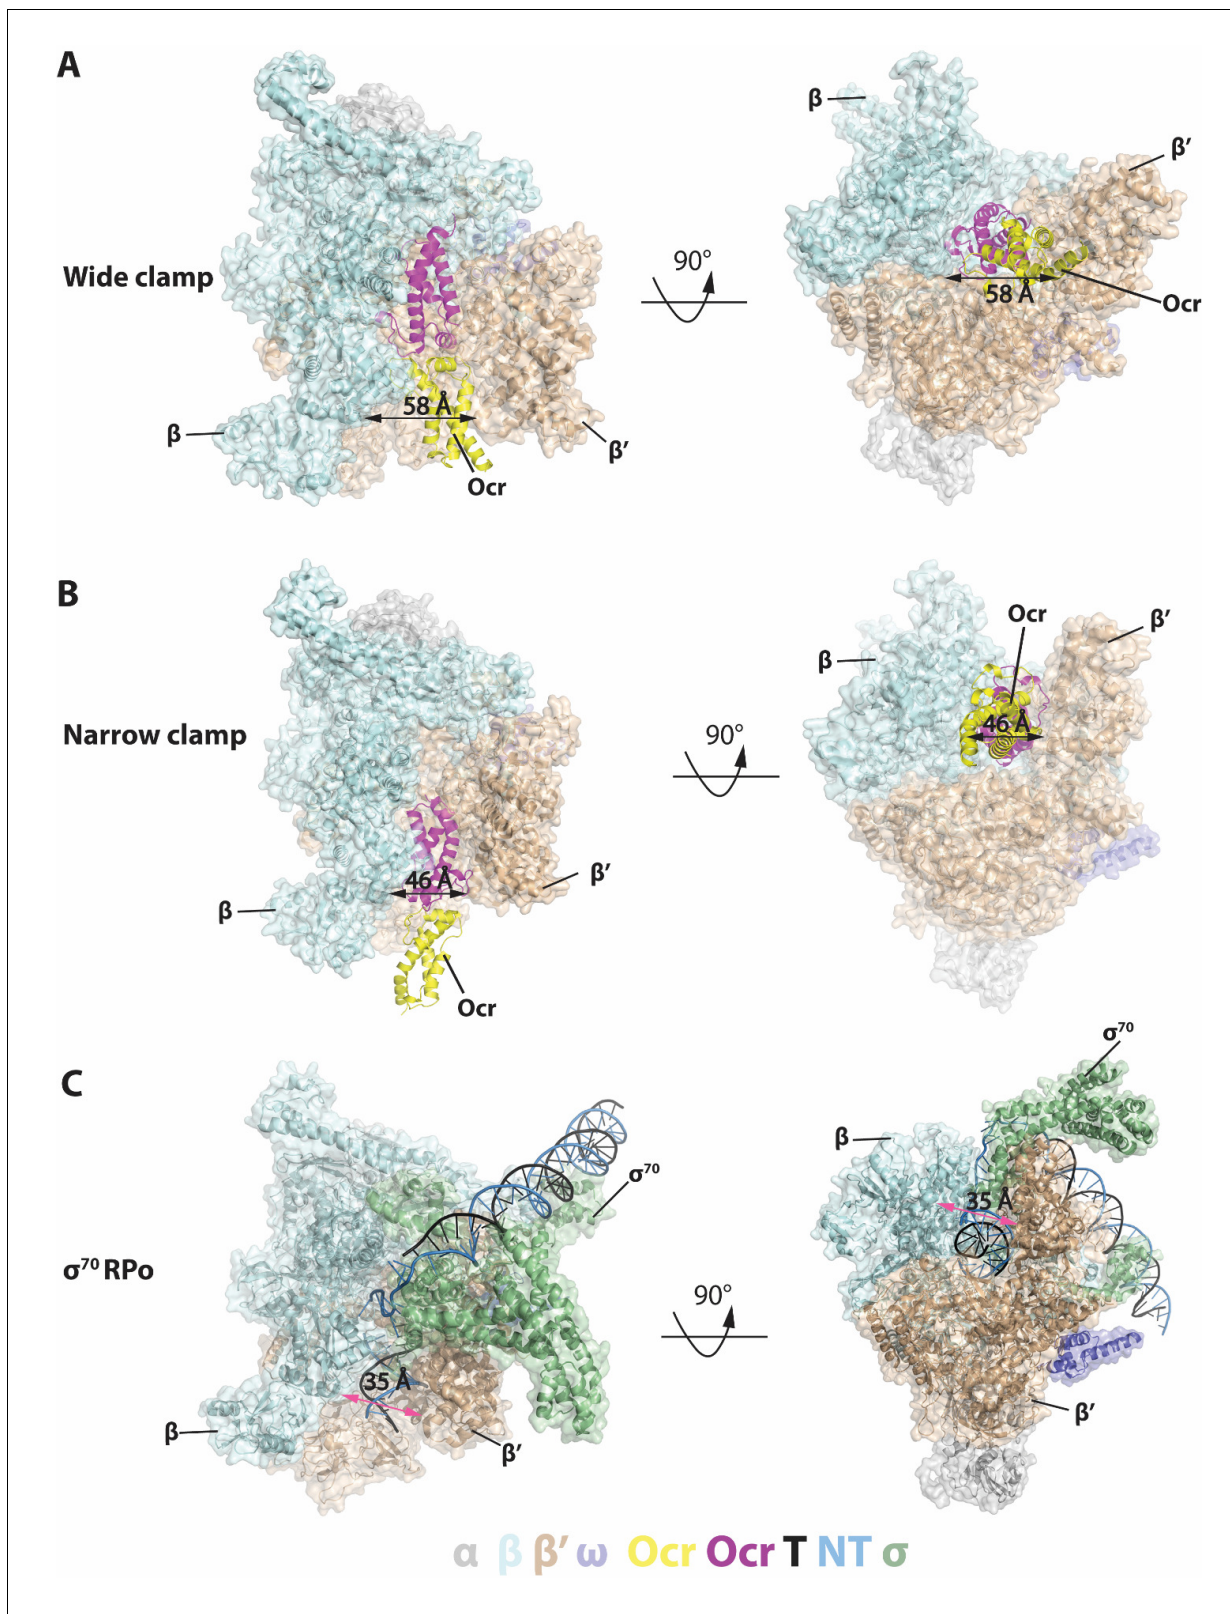 A
β
β'
Wide clamp
90°
58 Å
Ocr
58 Å
β
β'
Ocr
B
Ocr
β'
β
Narrow clamp
90°
46 Å
46 Å
β'
β
Ocr
C
σ⁷⁰
β
σ⁷⁰
35 Å
σ⁷⁰ RPo
90°
35 Å
β'
β
β'
α β β' ω Ocr Ocr T NT σ